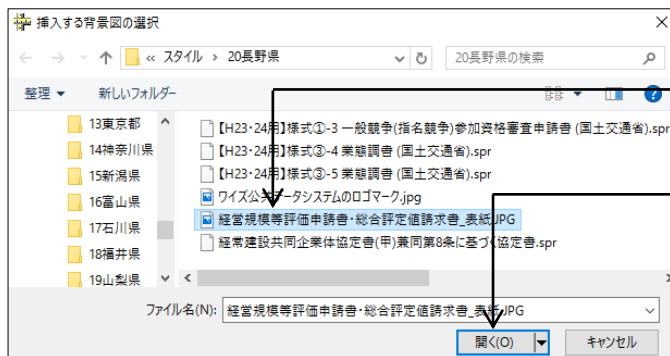 挿入する背景図の選択
« スタイル › 20長野県
20長野県の検索
整理
新しいフォルダー
13東京都
14神奈川県
15新潟県
16富山県
17石川県
18福井県
19山梨県
【H23･24用】様式①-3 一般競争(指名競争)参加資格審査申請書 (国土交通省).spr
【H23･24用】様式③-4 業態調書 (国土交通省).spr
【H23･24用】様式③-5 業態調書 (国土交通省).spr
ワイズ公共データシステムのロゴマーク.jpg
経営規模等評価申請書･総合評定値請求書_表紙.JPG
経常建設共同企業体協定書(甲)兼同第8条に基づく協定書.spr
ファイル名(N):
経営規模等評価申請書･総合評定値請求書_表紙.JPG
開く(O)
キャンセル